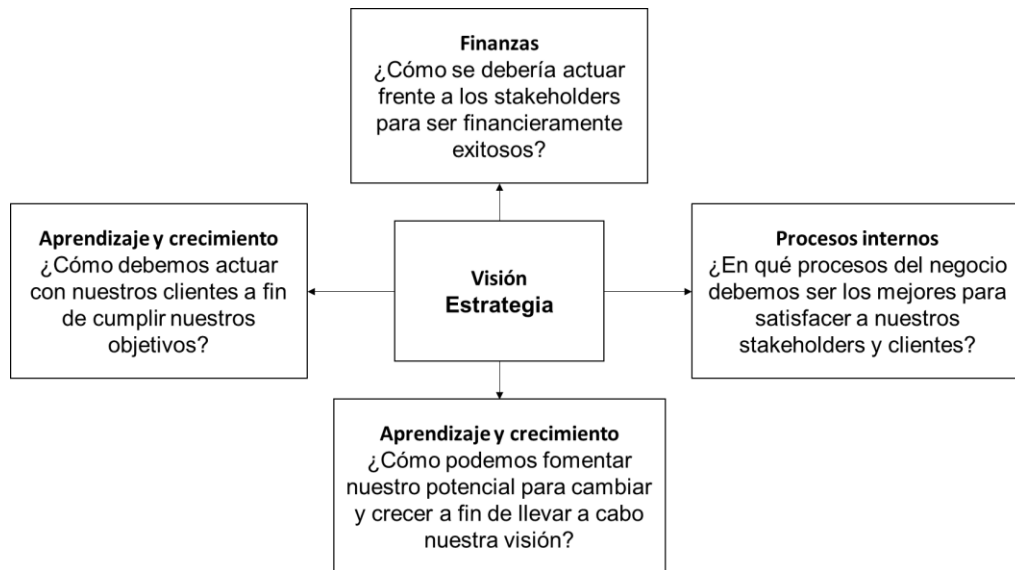 Finanzas
¿Cómo se debería actuar
frente a los stakeholders
para ser financieramente
exitosos?
Aprendizaje y crecimiento
¿Cómo debemos actuar
con nuestros clientes a fin
de cumplir nuestros
objetivos?
Visión
Estrategia
Procesos internos
¿En qué procesos del negocio
debemos ser los mejores para
satisfacer a nuestros
stakeholders y clientes?
Aprendizaje y crecimiento
¿Cómo podemos fomentar
nuestro potencial para cambiar
y crecer a fin de llevar a cabo
nuestra visión?